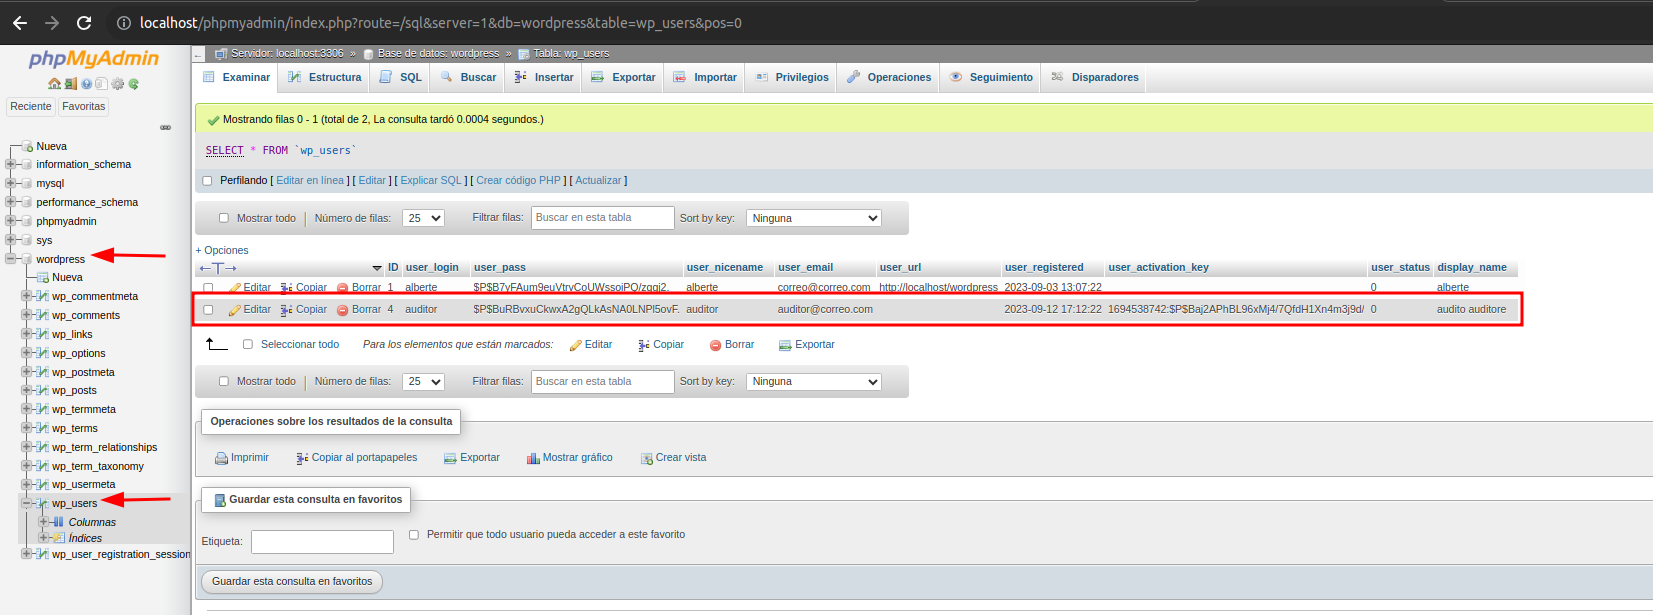 localhost/phpmyadmin/index.php?route=/sql&server=1&db=wordpress&table=wp_users&pos=0
phpMyAdmin
Reciente Favoritas
Nueva
information_schema
mysql
performance_schema
phpmyadmin
sys
wordpress
Nueva
wp_commentmeta
wp_comments
wp_links
wp_options
wp_postmeta
wp_posts
wp_termmeta
wp_terms
wp_term_relationships
wp_term_taxonomy
wp_usermeta
wp_users
Columnas
Índices
wp_user_registration_session
Servidor: localhost:3306 » Base de datos: wordpress » Tabla: wp_users
Examinar Estructura SQL Buscar Insertar Exportar Importar Privilegios Operaciones Seguimiento Disparadores
Mostrando filas 0 - 1 (total de 2, La consulta tardó 0.0004 segundos.)
SELECT * FROM `wp_users`
Perfilando [ Editar en línea ] [ Editar ] [ Explicar SQL ] [ Crear código PHP ] [ Actualizar ]
Mostrar todo | Número de filas: 25 Filtrar filas: Buscar en esta tabla Sort by key: Ninguna
+ Opciones
←T→ ID user_login user_pass user_nicename user_email user_url user_registered user_activation_key user_status display_name
Editar Copiar Borrar 1 alberte $P$B7yFAum9euVtryCoUWssoiPQ/zqqj2. alberte correo@correo.com http://localhost/wordpress 2023-09-03 13:07:22 0 alberte
Editar Copiar Borrar 4 auditor $P$BuRBvxuCkwxA2gQLkAsNA0LNPl5ovF. auditor auditor@correo.com 2023-09-12 17:12:22 1694538742:$P$Baj2APhBL96xMj4/7QfdH1Xn4m3j9d/ 0 audito auditore
Seleccionar todo Para los elementos que están marcados: Editar Copiar Borrar Exportar
Mostrar todo | Número de filas: 25 Filtrar filas: Buscar en esta tabla Sort by key: Ninguna
Operaciones sobre los resultados de la consulta
Imprimir Copiar al portapapeles Exportar Mostrar gráfico Crear vista
Guardar esta consulta en favoritos
Etiqueta: Permitir que todo usuario pueda acceder a este favorito
Guardar esta consulta en favoritos